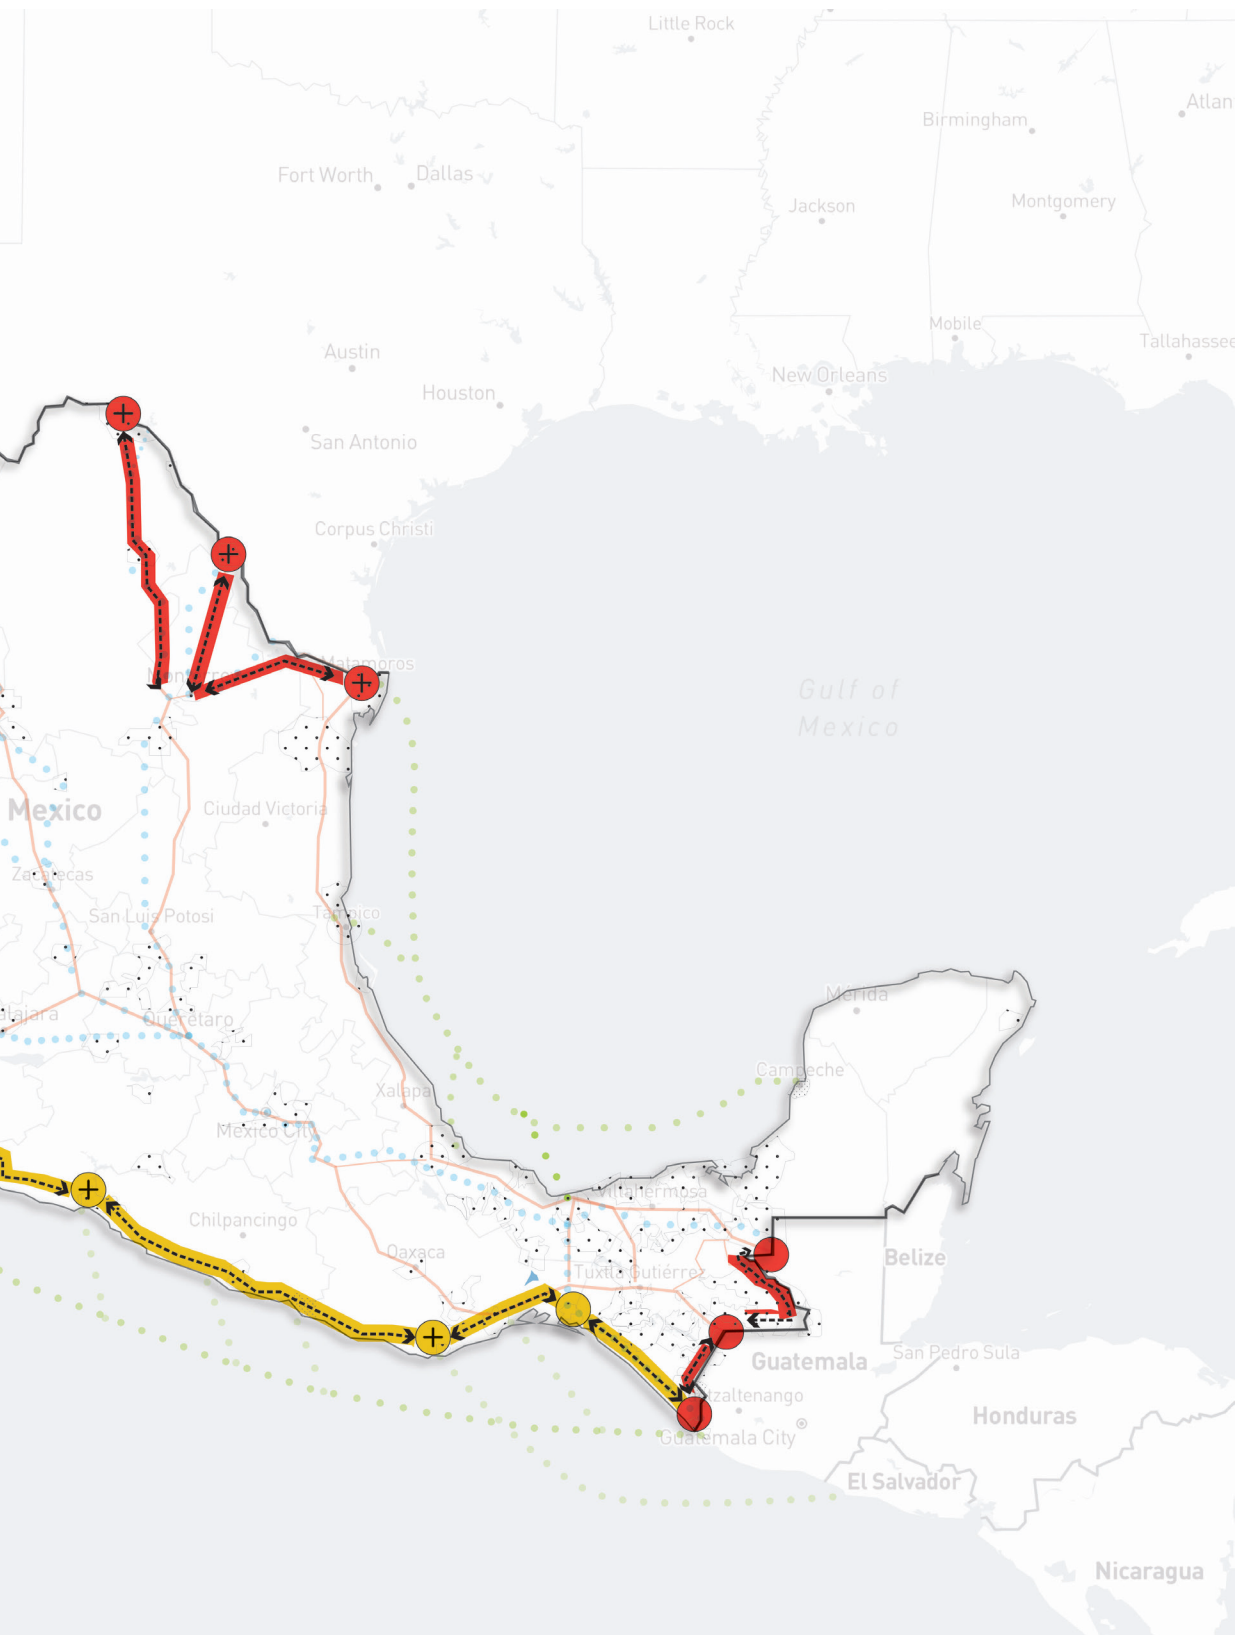 Little Rock
Atlan
Birmingham
Fort Worth
Dallas
Jackson
Montgomery
Mobile
Tallahassee
Austin
New Orleans
Houston
San Antonio
Corpus Christi
Matamoros
Gulf of
Mexico
Mexico
Ciudad Victoria
Zacatecas
San Luis Potosi
Tampico
Mérida
alajara
Querétaro
Campeche
Xalapa
Mexico City
Villahermosa
Chilpancingo
Oaxaca
Belize
Tuxtla Gutiérrez
San Pedro Sula
Guatemala
tzaltenango
Honduras
Guatemala City
El Salvador
Nicaragua